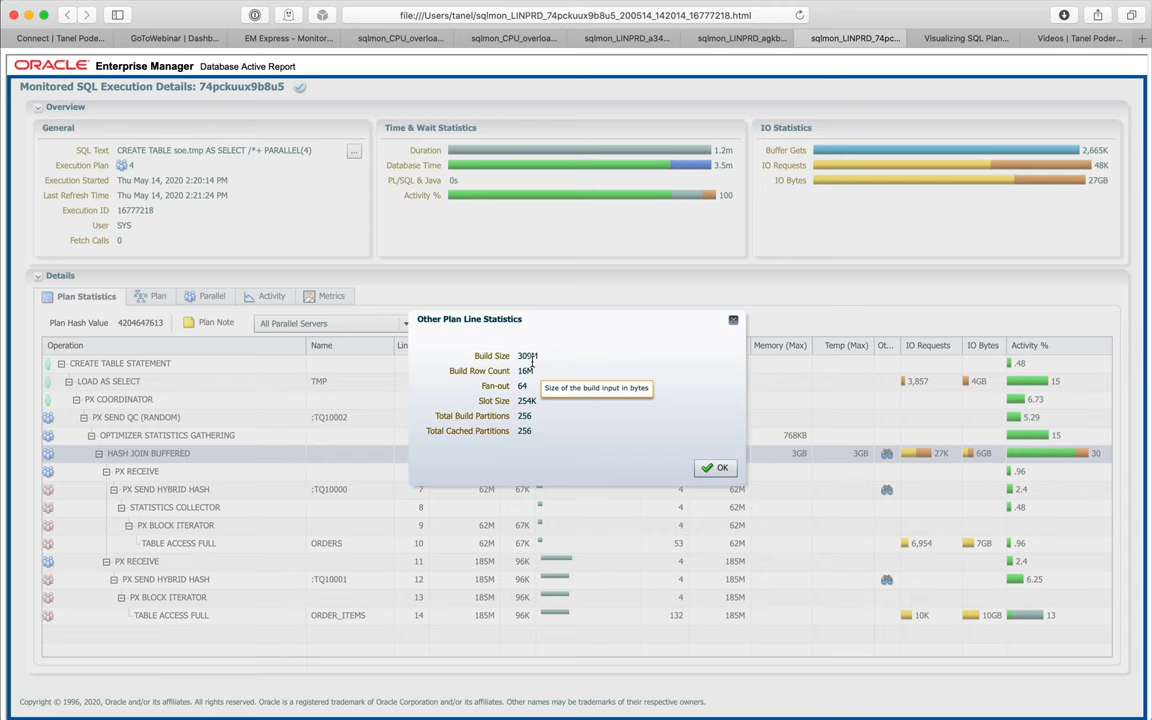 file:///Users/tanel/sqlmon_LINPRD_74pckuux9b8u5_200514_142014_16777218.html
Connect | Tanel Pode... GoToWebinar | Dashb... EM Express - Monitor... sqlmon_CPU_overloa... sqlmon_CPU_overloa... sqlmon_LINPRD_a34... sqlmon_LINPRD_agkb... sqlmon_LINPRD_74pc... Visualizing SQL Plan... Videos | Tanel Poder... +
ORACLE Enterprise Manager Database Active Report
Monitored SQL Execution Details: 74pckuux9b8u5
Overview
General
SQL Text CREATE TABLE soe.tmp AS SELECT /*+ PARALLEL(4) ...
Execution Plan 4
Execution Started Thu May 14, 2020 2:20:14 PM
Last Refresh Time Thu May 14, 2020 2:21:24 PM
Execution ID 16777218
User SYS
Fetch Calls 0
Time & Wait Statistics
Duration 1.2m
Database Time 3.5m
PL/SQL & Java 0s
Activity % 100
IO Statistics
Buffer Gets 2,665K
IO Requests 48K
IO Bytes 27GB
Details
Plan Statistics Plan Parallel Activity Metrics
Plan Hash Value 4204647613 Plan Note All Parallel Servers
Operation Name Lin Memory (Max) Temp (Max) Ot... IO Requests IO Bytes Activity %
CREATE TABLE STATEMENT .48
LOAD AS SELECT TMP 3,857 4GB 15
PX COORDINATOR 6.73
PX SEND QC (RANDOM) :TQ10002 5.29
OPTIMIZER STATISTICS GATHERING 768KB 15
HASH JOIN BUFFERED 3GB 3GB 27K 6GB 30
PX RECEIVE .96
PX SEND HYBRID HASH :TQ10000 7 62M 67K 4 62M 2.4
STATISTICS COLLECTOR 8 4 62M .48
PX BLOCK ITERATOR 9 62M 67K 4 62M
TABLE ACCESS FULL ORDERS 10 62M 67K 53 62M 6,954 7GB .96
PX RECEIVE 11 185M 96K 4 185M 2.4
PX SEND HYBRID HASH :TQ10001 12 185M 96K 4 185M 6.25
PX BLOCK ITERATOR 13 185M 96K 4 185M
TABLE ACCESS FULL ORDER_ITEMS 14 185M 96K 132 185M 10K 10GB 13
Other Plan Line Statistics
Build Size 309M
Build Row Count 16M
Fan-out 64
Slot Size 254K
Total Build Partitions 256
Total Cached Partitions 256
Size of the build input in bytes
OK
Copyright © 1996, 2020, Oracle and/or its affiliates. All rights reserved. Oracle is a registered trademark of Oracle Corporation and/or its affiliates. Other names may be trademarks of their respective owners.